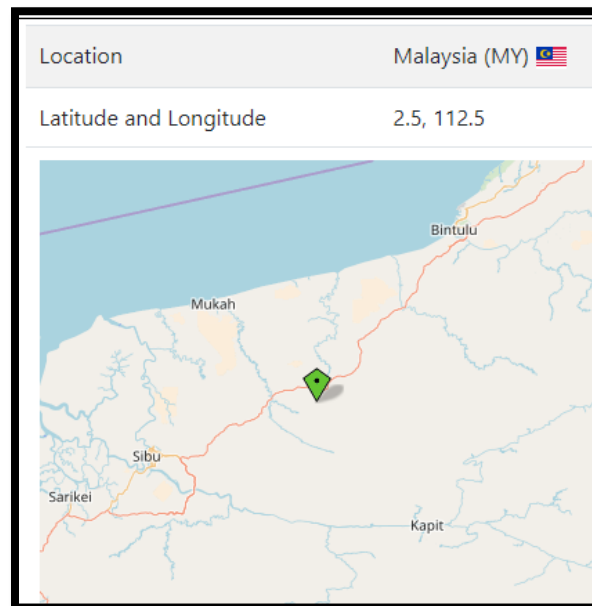 Location Malaysia (MY)
Latitude and Longitude 2.5, 112.5
Bintulu
Mukah
Sibu
Sarikei
Kapit